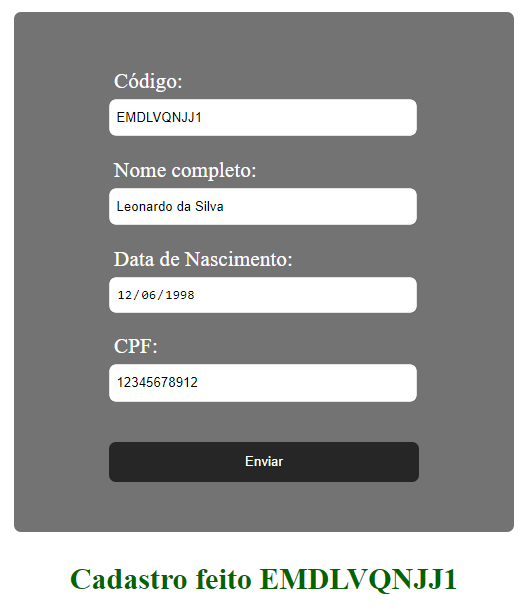 Código:
EMDLVQNJJ1
Nome completo:
Leonardo da Silva
Data de Nascimento:
12/06/1998
CPF:
12345678912
Enviar
Cadastro feito EMDLVQNJJ1